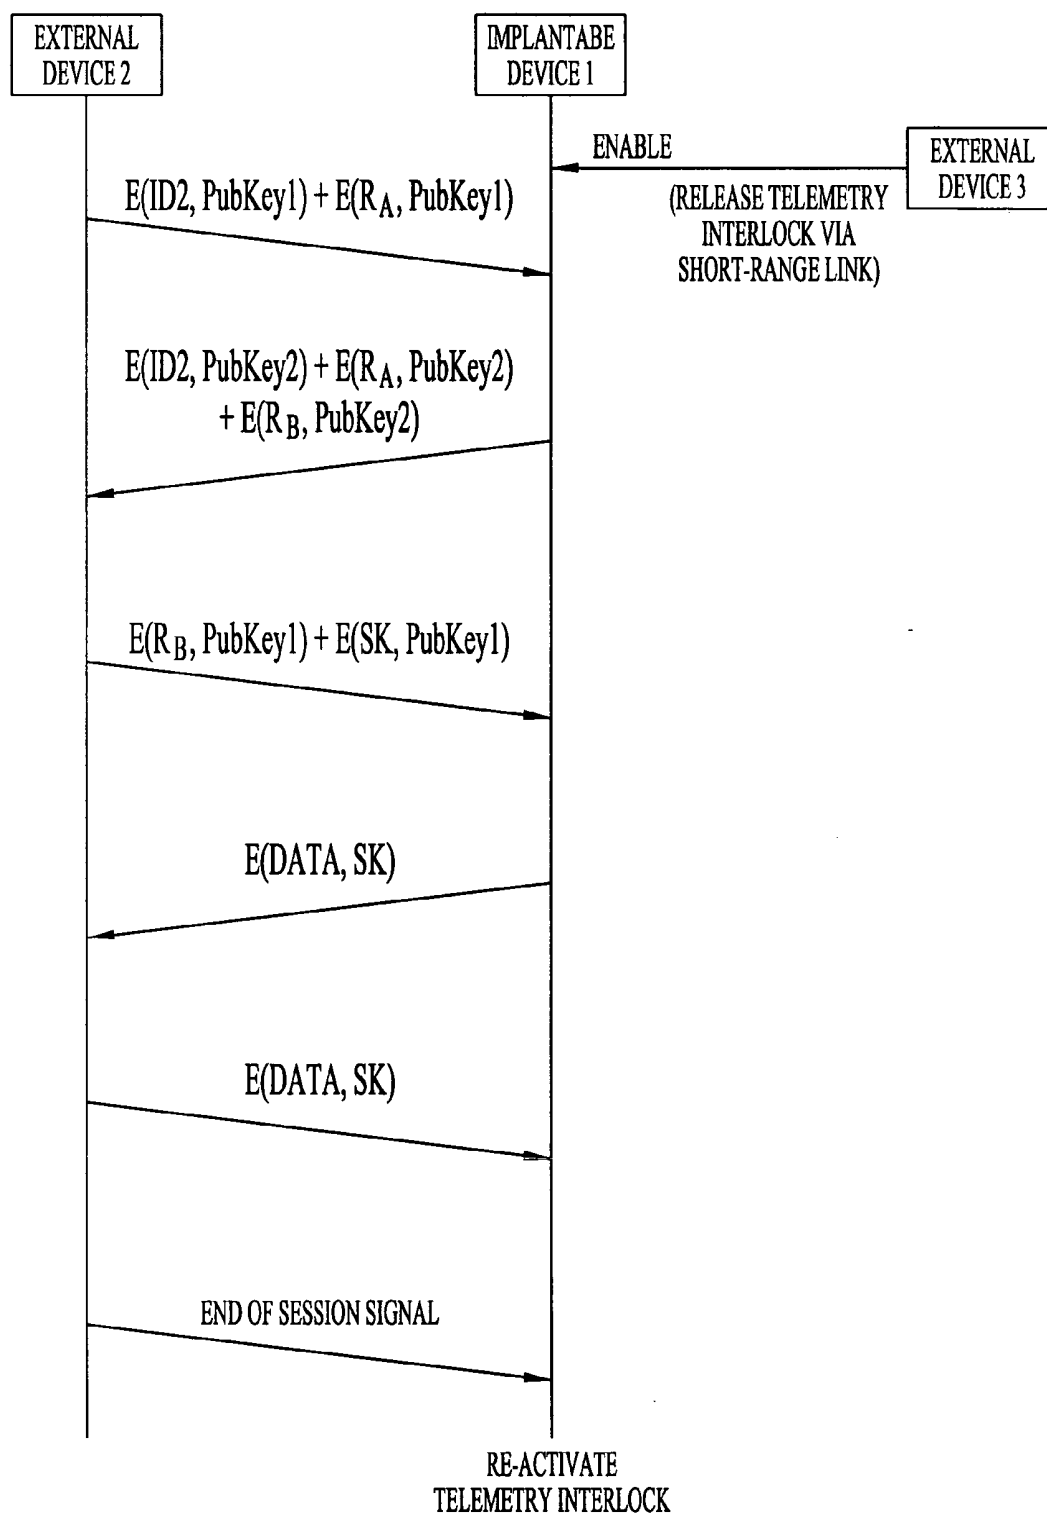 EXTERNAL
DEVICE 2
IMPLANTABE
DEVICE 1
ENABLE
EXTERNAL
DEVICE 3
(RELEASE TELEMETRY
INTERLOCK VIA
SHORT-RANGE LINK)
E(ID2, PubKey1) + E(RA, PubKey1)
E(ID2, PubKey2) + E(RA, PubKey2)
+ E(RB, PubKey2)
E(RB, PubKey1) + E(SK, PubKey1)
E(DATA, SK)
E(DATA, SK)
END OF SESSION SIGNAL
RE-ACTIVATE
TELEMETRY INTERLOCK